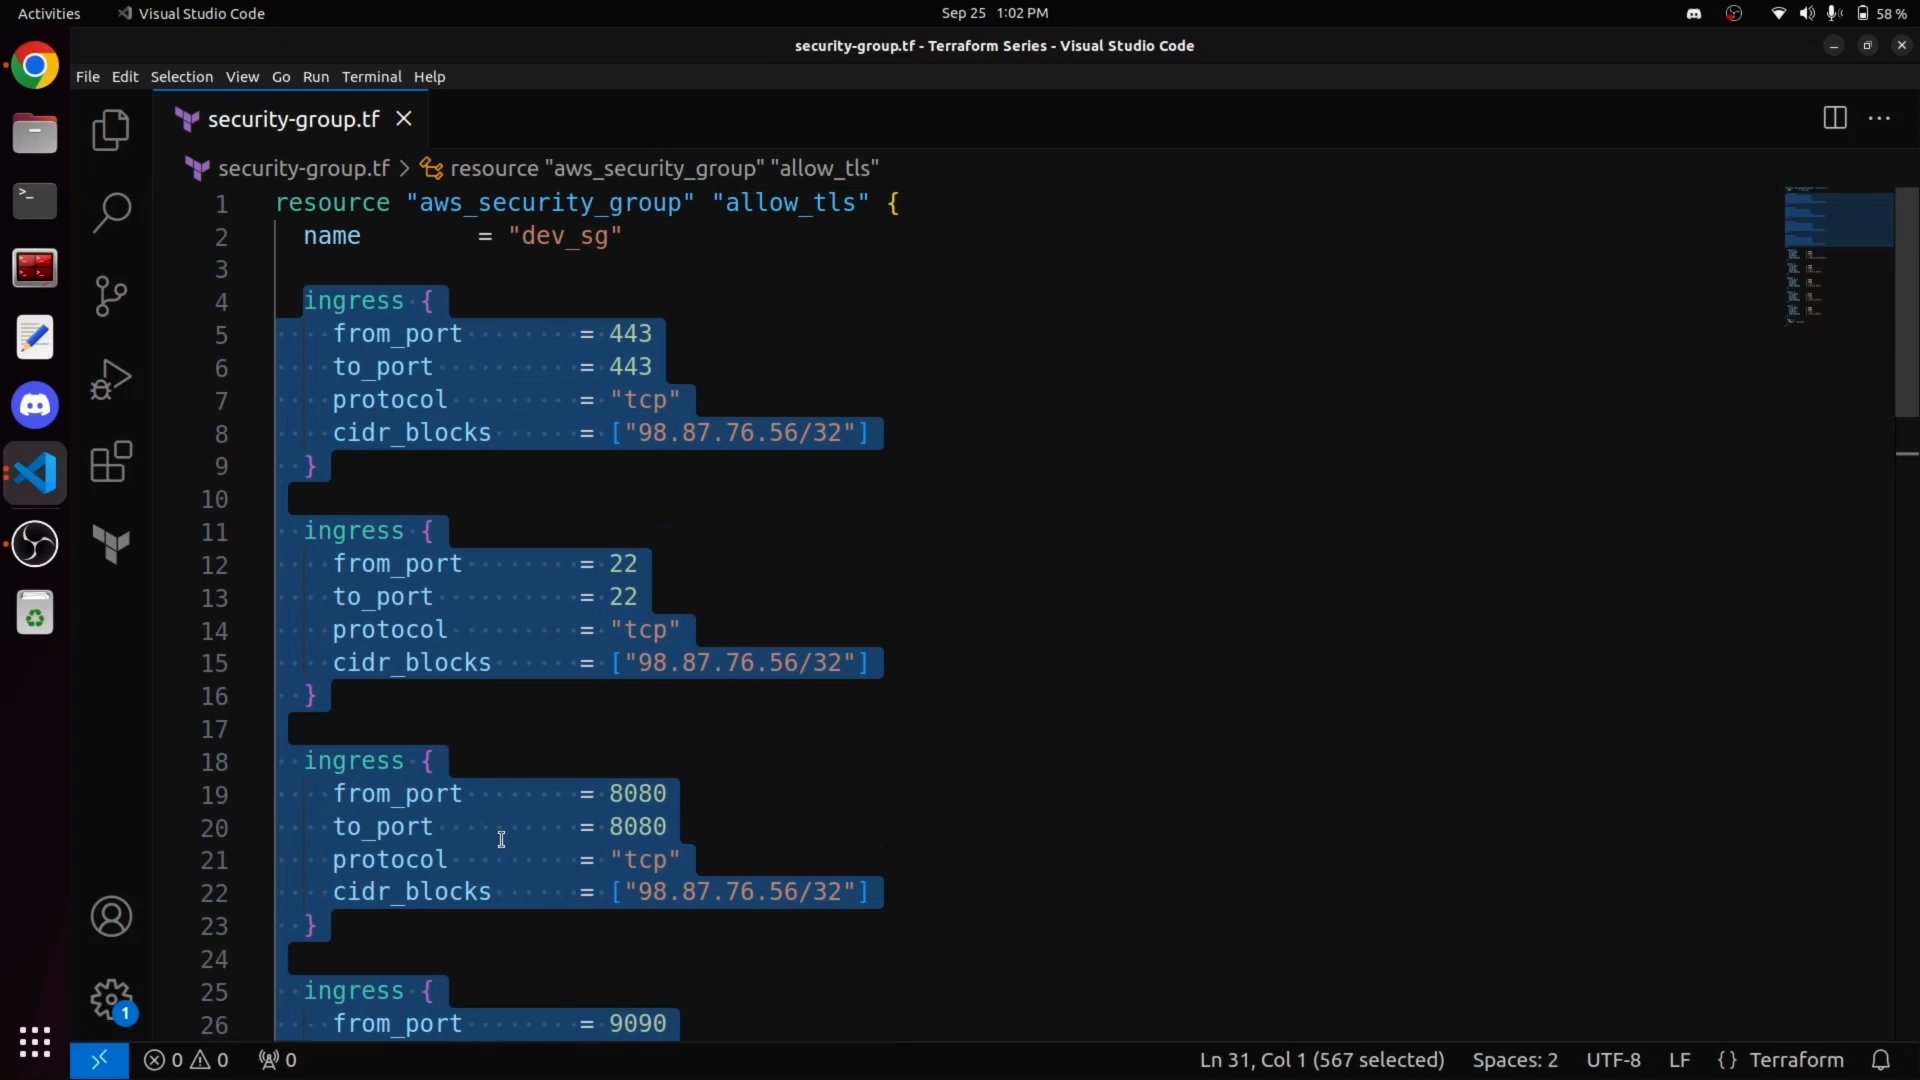 Activities Visual Studio Code Sep 25 1:02 PM 58 %
security-group.tf - Terraform Series - Visual Studio Code
File Edit Selection View Go Run Terminal Help
security-group.tf
security-group.tf > resource "aws_security_group" "allow_tls"
1 resource "aws_security_group" "allow_tls" {
2 name = "dev_sg"
3
4 ingress {
5 from_port = 443
6 to_port = 443
7 protocol = "tcp"
8 cidr_blocks = ["98.87.76.56/32"]
9 }
10
11 ingress {
12 from_port = 22
13 to_port = 22
14 protocol = "tcp"
15 cidr_blocks = ["98.87.76.56/32"]
16 }
17
18 ingress {
19 from_port = 8080
20 to_port = 8080
21 protocol = "tcp"
22 cidr_blocks = ["98.87.76.56/32"]
23 }
24
25 ingress {
26 from_port = 9090
1
0 0 0 Ln 31, Col 1 (567 selected) Spaces: 2 UTF-8 LF {} Terraform